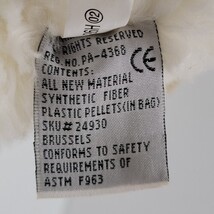 RIGHTS RESERVED
REG. NO. PA-4368
CONTENTS:
ALL NEW MATERIAL
SYNTHETIC FIBER
PLASTIC PELLETS(IN BAG)
SKU#24930
BRUSSELS
CONFORMS TO SAFETY
REQUIREMENTS OF
ASTM F963
CE